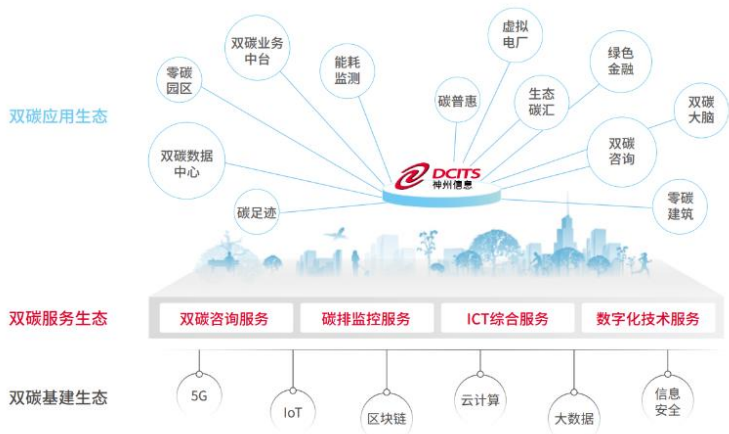 虚拟
电厂
双碳业务
中台
绿色
金融
能耗
监测
零碳
园区
碳普惠
生态
碳汇
双碳
大脑
双碳应用生态
双碳
咨询
双碳数据
中心
DCITS
神州信息
碳足迹
零碳
建筑
双碳服务生态
双碳咨询服务
碳排监控服务
ICT综合服务
数字化技术服务
双碳基建生态
5G
IoT
区块链
云计算
大数据
信息
安全